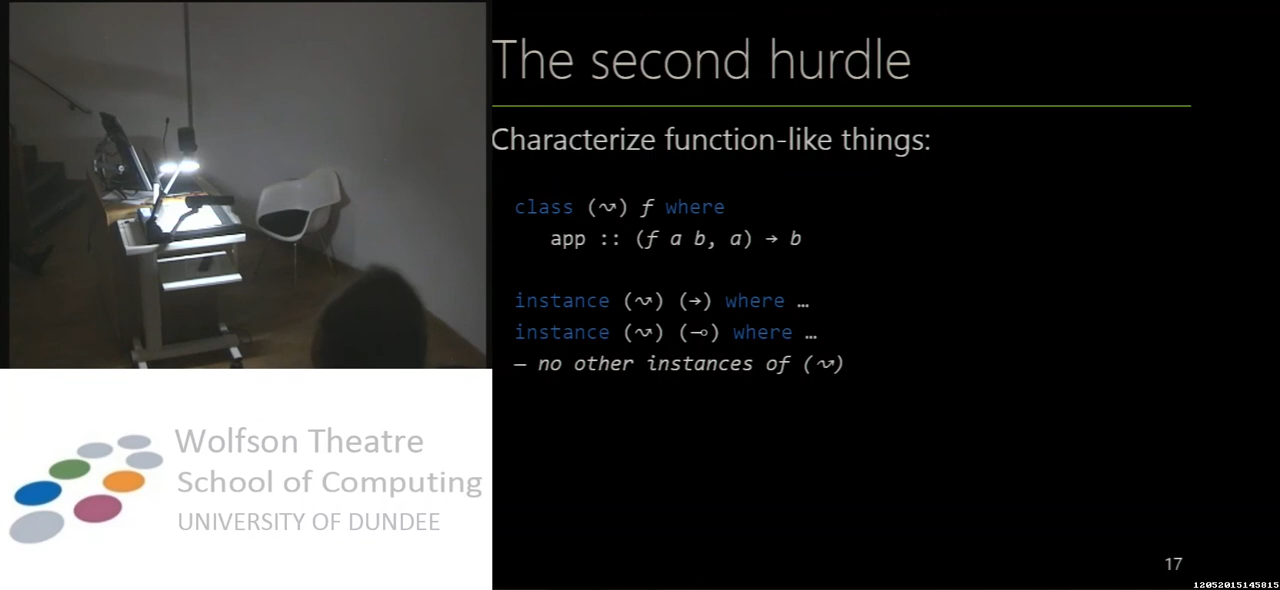 The second hurdle
Characterize function-like things:
class (↝) f where
app :: (f a b, a) → b
instance (↝) (→) where …
instance (↝) (⊸) where …
— no other instances of (↝)
Wolfson Theatre
School of Computing
UNIVERSITY OF DUNDEE
17
12052015145815